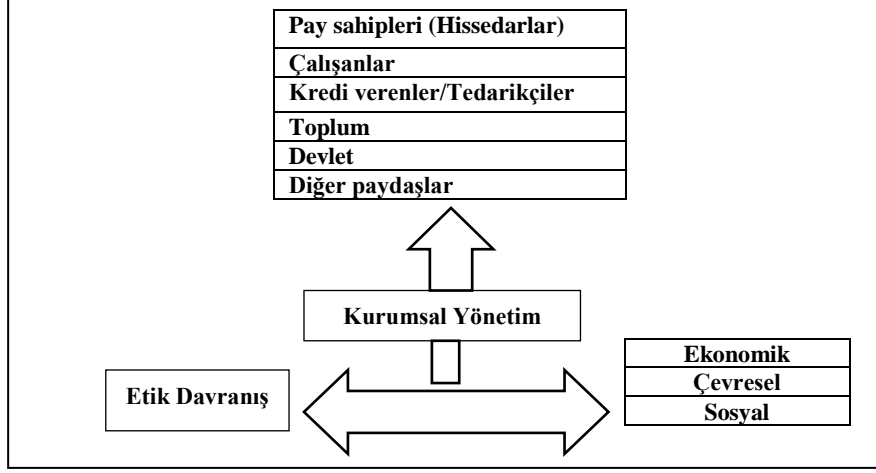 Pay sahipleri (Hissedarlar)
Çalışanlar
Kredi verenler/Tedarikçiler
Toplum
Devlet
Diğer paydaşlar
Kurumsal Yönetim
Etik Davranış
Ekonomik
Çevresel
Sosyal